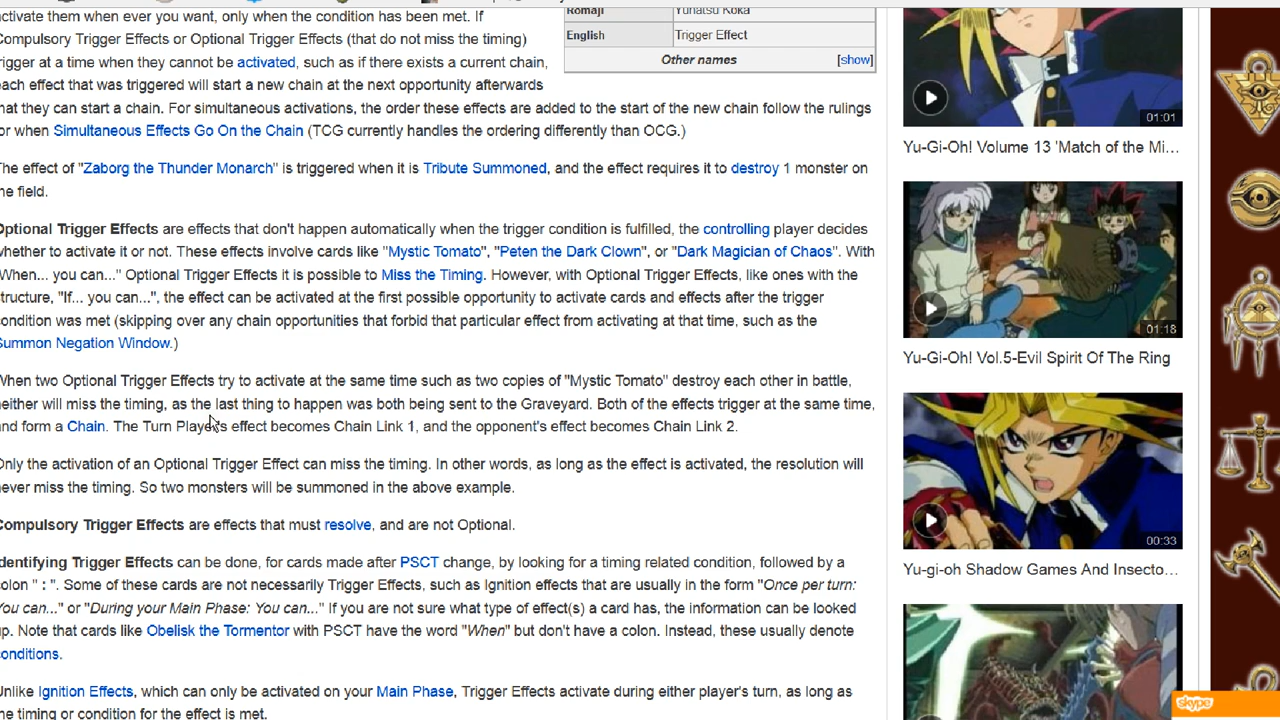 activate them when ever you want, only when the condition has been met. If
Compulsory Trigger Effects or Optional Trigger Effects (that do not miss the timing)
trigger at a time when they cannot be activated, such as if there exists a current chain,
each effect that was triggered will start a new chain at the next opportunity afterwards
hat they can start a chain. For simultaneous activations, the order these effects are added to the start of the new chain follow the rulings
or when Simultaneous Effects Go On the Chain (TCG currently handles the ordering differently than OCG.)
Romaji Yūhatsu Kōka
English Trigger Effect
Other names [show]
The effect of "Zaborg the Thunder Monarch" is triggered when it is Tribute Summoned, and the effect requires it to destroy 1 monster on
he field.
Optional Trigger Effects are effects that don't happen automatically when the trigger condition is fulfilled, the controlling player decides
whether to activate it or not. These effects involve cards like "Mystic Tomato", "Peten the Dark Clown", or "Dark Magician of Chaos". With
"When... you can..." Optional Trigger Effects it is possible to Miss the Timing. However, with Optional Trigger Effects, like ones with the
structure, "If... you can...", the effect can be activated at the first possible opportunity to activate cards and effects after the trigger
condition was met (skipping over any chain opportunities that forbid that particular effect from activating at that time, such as the
Summon Negation Window.)
When two Optional Trigger Effects try to activate at the same time such as two copies of "Mystic Tomato" destroy each other in battle,
neither will miss the timing, as the last thing to happen was both being sent to the Graveyard. Both of the effects trigger at the same time,
and form a Chain. The Turn Player's effect becomes Chain Link 1, and the opponent's effect becomes Chain Link 2.
Only the activation of an Optional Trigger Effect can miss the timing. In other words, as long as the effect is activated, the resolution will
never miss the timing. So two monsters will be summoned in the above example.
Compulsory Trigger Effects are effects that must resolve, and are not Optional.
Identifying Trigger Effects can be done, for cards made after PSCT change, by looking for a timing related condition, followed by a
colon " : ". Some of these cards are not necessarily Trigger Effects, such as Ignition effects that are usually in the form "Once per turn:
You can..." or "During your Main Phase: You can..." If you are not sure what type of effect(s) a card has, the information can be looked
up. Note that cards like Obelisk the Tormentor with PSCT have the word "When" but don't have a colon. Instead, these usually denote
conditions.
Unlike Ignition Effects, which can only be activated on your Main Phase, Trigger Effects activate during either player's turn, as long as
the timing or condition for the effect is met.
01:01
Yu-Gi-Oh! Volume 13 'Match of the Mi...
01:18
Yu-Gi-Oh! Vol.5-Evil Spirit Of The Ring
00:33
Yu-gi-oh Shadow Games And Insecto...
skype